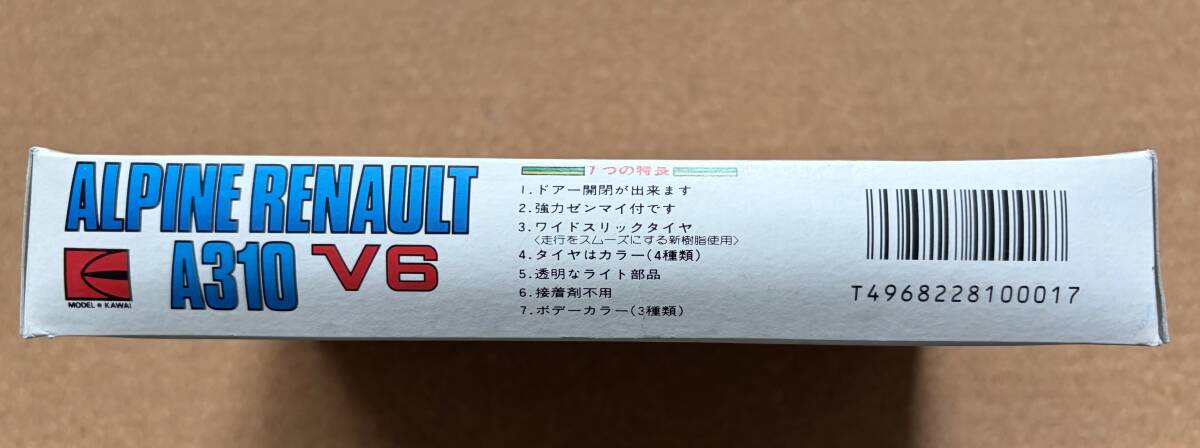 ALPINE RENAULT
A310 V6
MODEL KAWAI
7つの特長
1.ドアー開閉が出来ます
2.強力ゼンマイ付です
3.ワイドスリックタイヤ
〈走行をスムーズにする新樹脂使用〉
4.タイヤはカラー(4種類)
5.透明なライト部品
6.接着剤不用
7.ボデーカラー(3種類)
T4968228100017